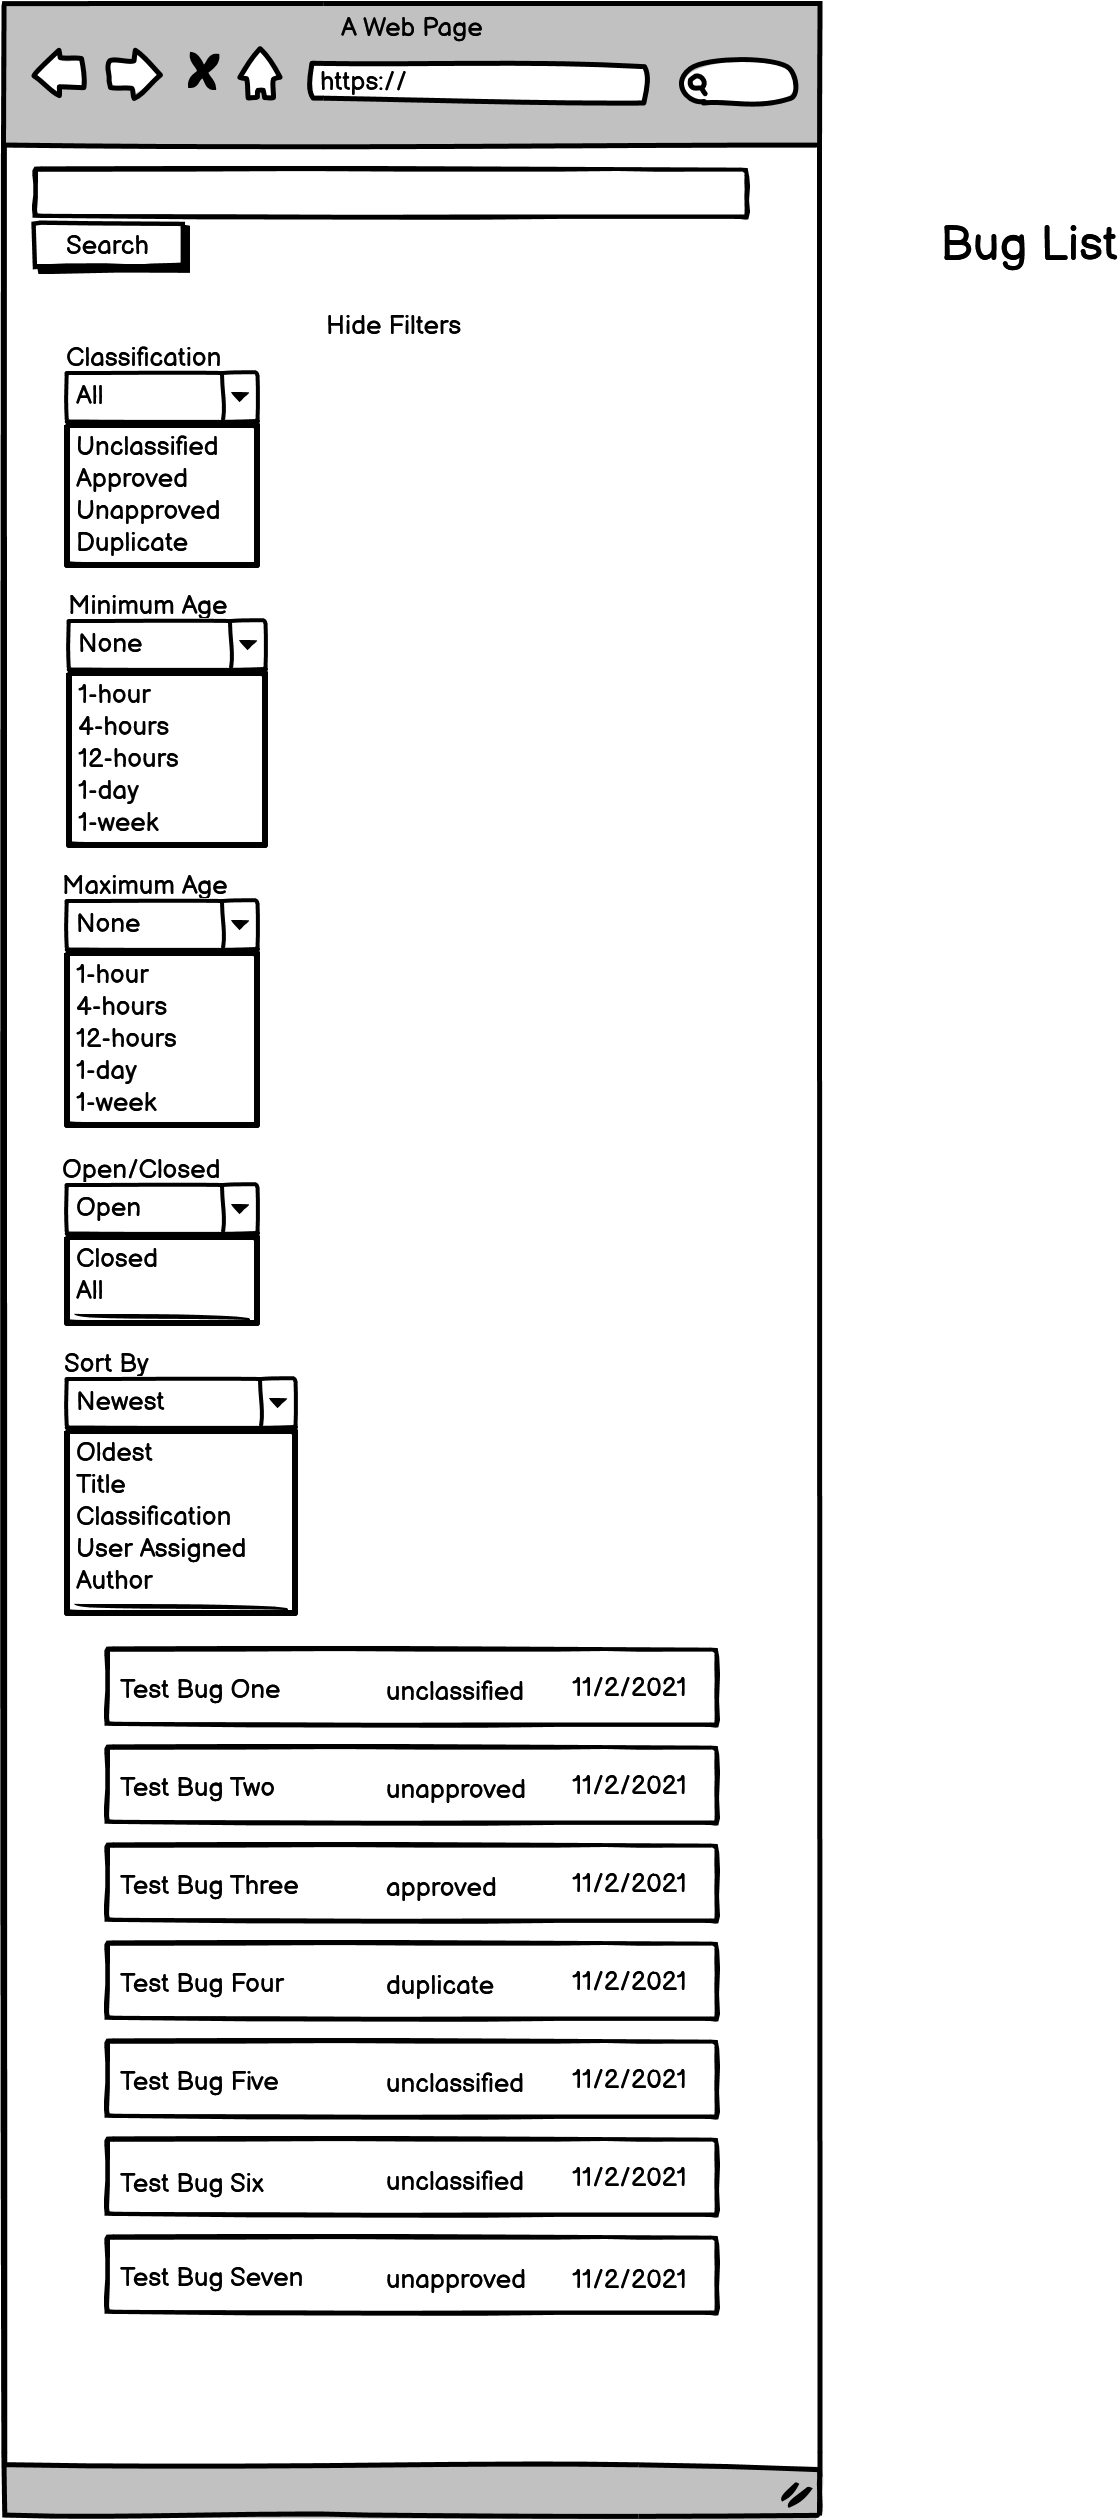 A Web Page
https://
Search
Bug List
Hide Filters
Classification
All
Unclassified
Approved
Unapproved
Duplicate
Minimum Age
None
1-hour
4-hours
12-hours
1-day
1-week
Maximum Age
None
1-hour
4-hours
12-hours
1-day
1-week
Open/Closed
Open
Closed
All
Sort By
Newest
Oldest
Title
Classification
User Assigned
Author
Test Bug One unclassified 11/2/2021
Test Bug Two unapproved 11/2/2021
Test Bug Three approved 11/2/2021
Test Bug Four duplicate 11/2/2021
Test Bug Five unclassified 11/2/2021
Test Bug Six unclassified 11/2/2021
Test Bug Seven unapproved 11/2/2021